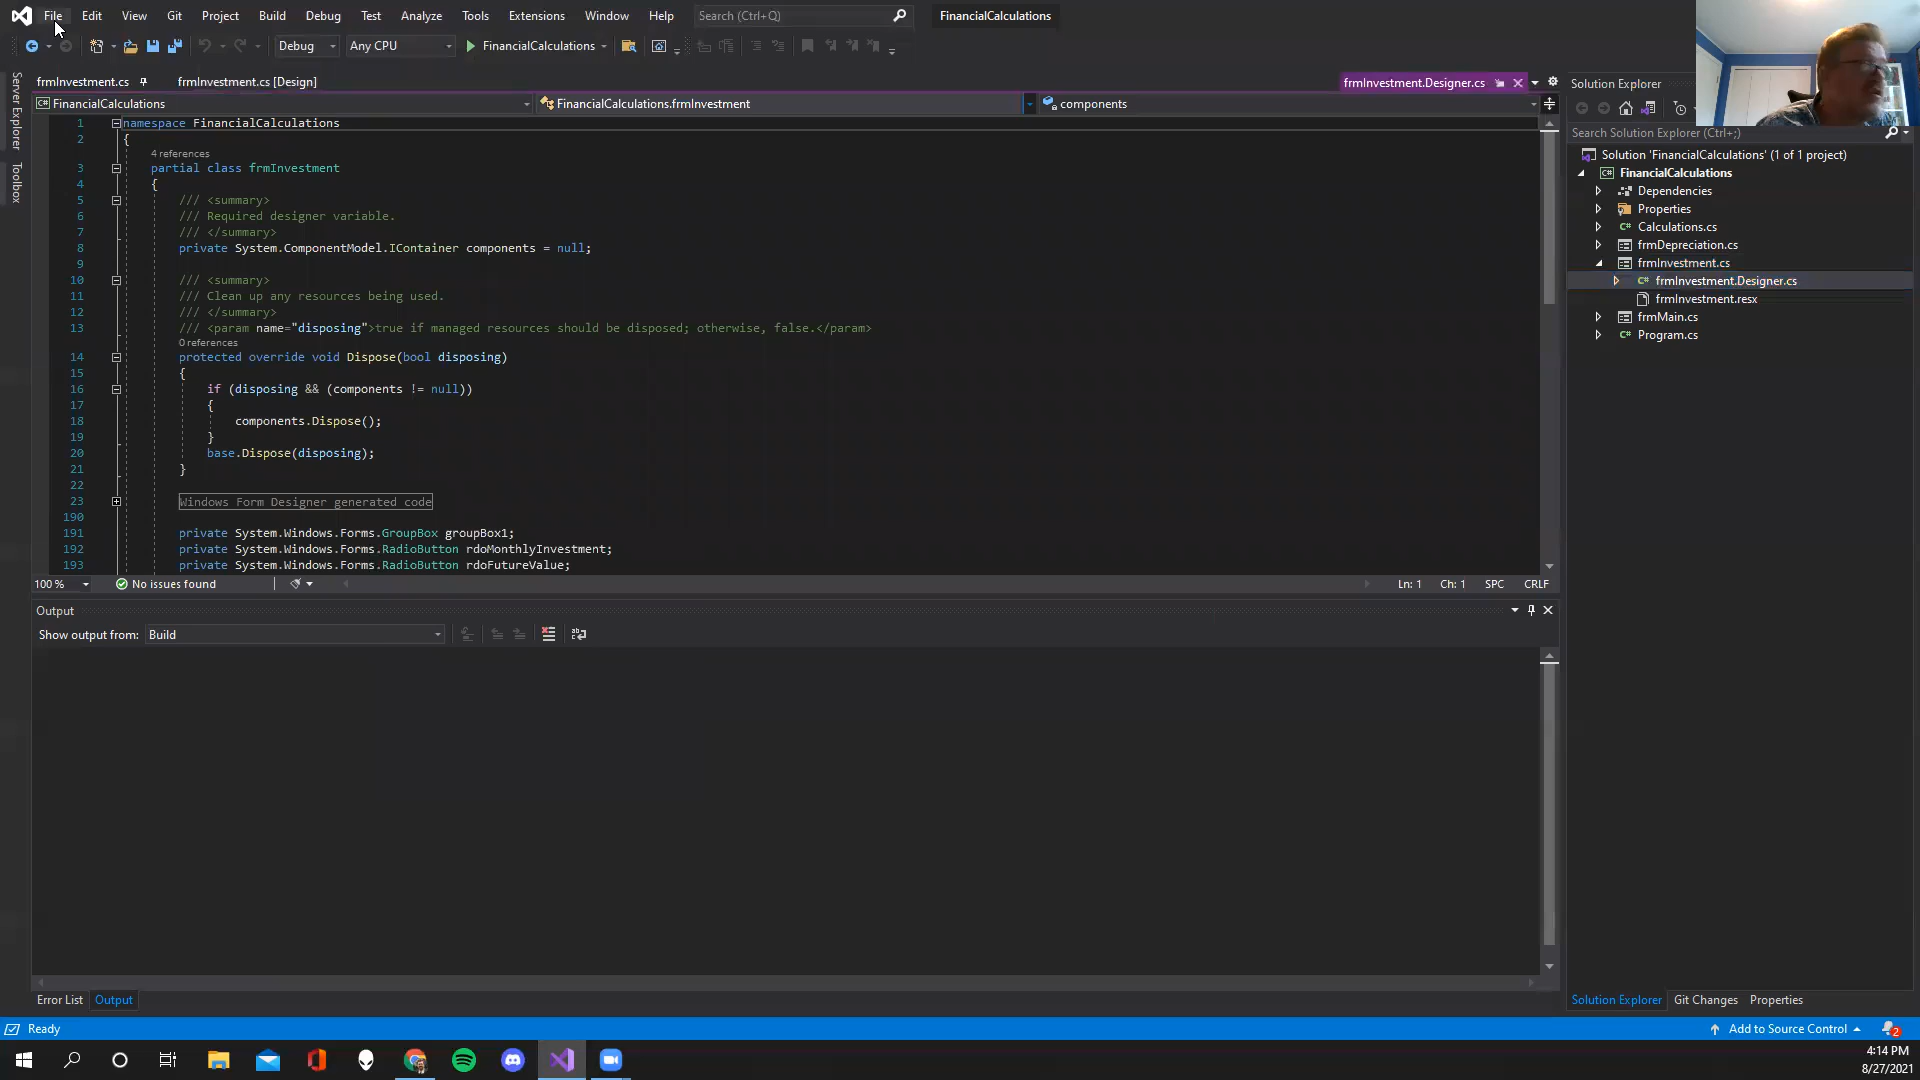 File Edit View Git Project Build Debug Test Analyze Tools Extensions Window Help Search (Ctrl+Q) FinancialCalculations
Debug Any CPU FinancialCalculations
frmInvestment.cs frmInvestment.cs [Design] frmInvestment.Designer.cs
FinancialCalculations FinancialCalculations.frmInvestment components
1 namespace FinancialCalculations
2 {
4 references
3 partial class frmInvestment
4 {
5 /// <summary>
6 /// Required designer variable.
7 /// </summary>
8 private System.ComponentModel.IContainer components = null;
9
10 /// <summary>
11 /// Clean up any resources being used.
12 /// </summary>
13 /// <param name="disposing">true if managed resources should be disposed; otherwise, false.</param>
0 references
14 protected override void Dispose(bool disposing)
15 {
16 if (disposing && (components != null))
17 {
18 components.Dispose();
19 }
20 base.Dispose(disposing);
21 }
22
23 Windows Form Designer generated code
190
191 private System.Windows.Forms.GroupBox groupBox1;
192 private System.Windows.Forms.RadioButton rdoMonthlyInvestment;
193 private System.Windows.Forms.RadioButton rdoFutureValue;
100 % No issues found Ln: 1 Ch: 1 SPC CRLF
Output
Show output from: Build
Error List Output
Server Explorer
Toolbox
Solution Explorer
Search Solution Explorer (Ctrl+;)
Solution 'FinancialCalculations' (1 of 1 project)
FinancialCalculations
Dependencies
Properties
Calculations.cs
frmDepreciation.cs
frmInvestment.cs
frmInvestment.Designer.cs
frmInvestment.resx
frmMain.cs
Program.cs
Solution Explorer Git Changes Properties
Ready Add to Source Control 2
4:14 PM
8/27/2021